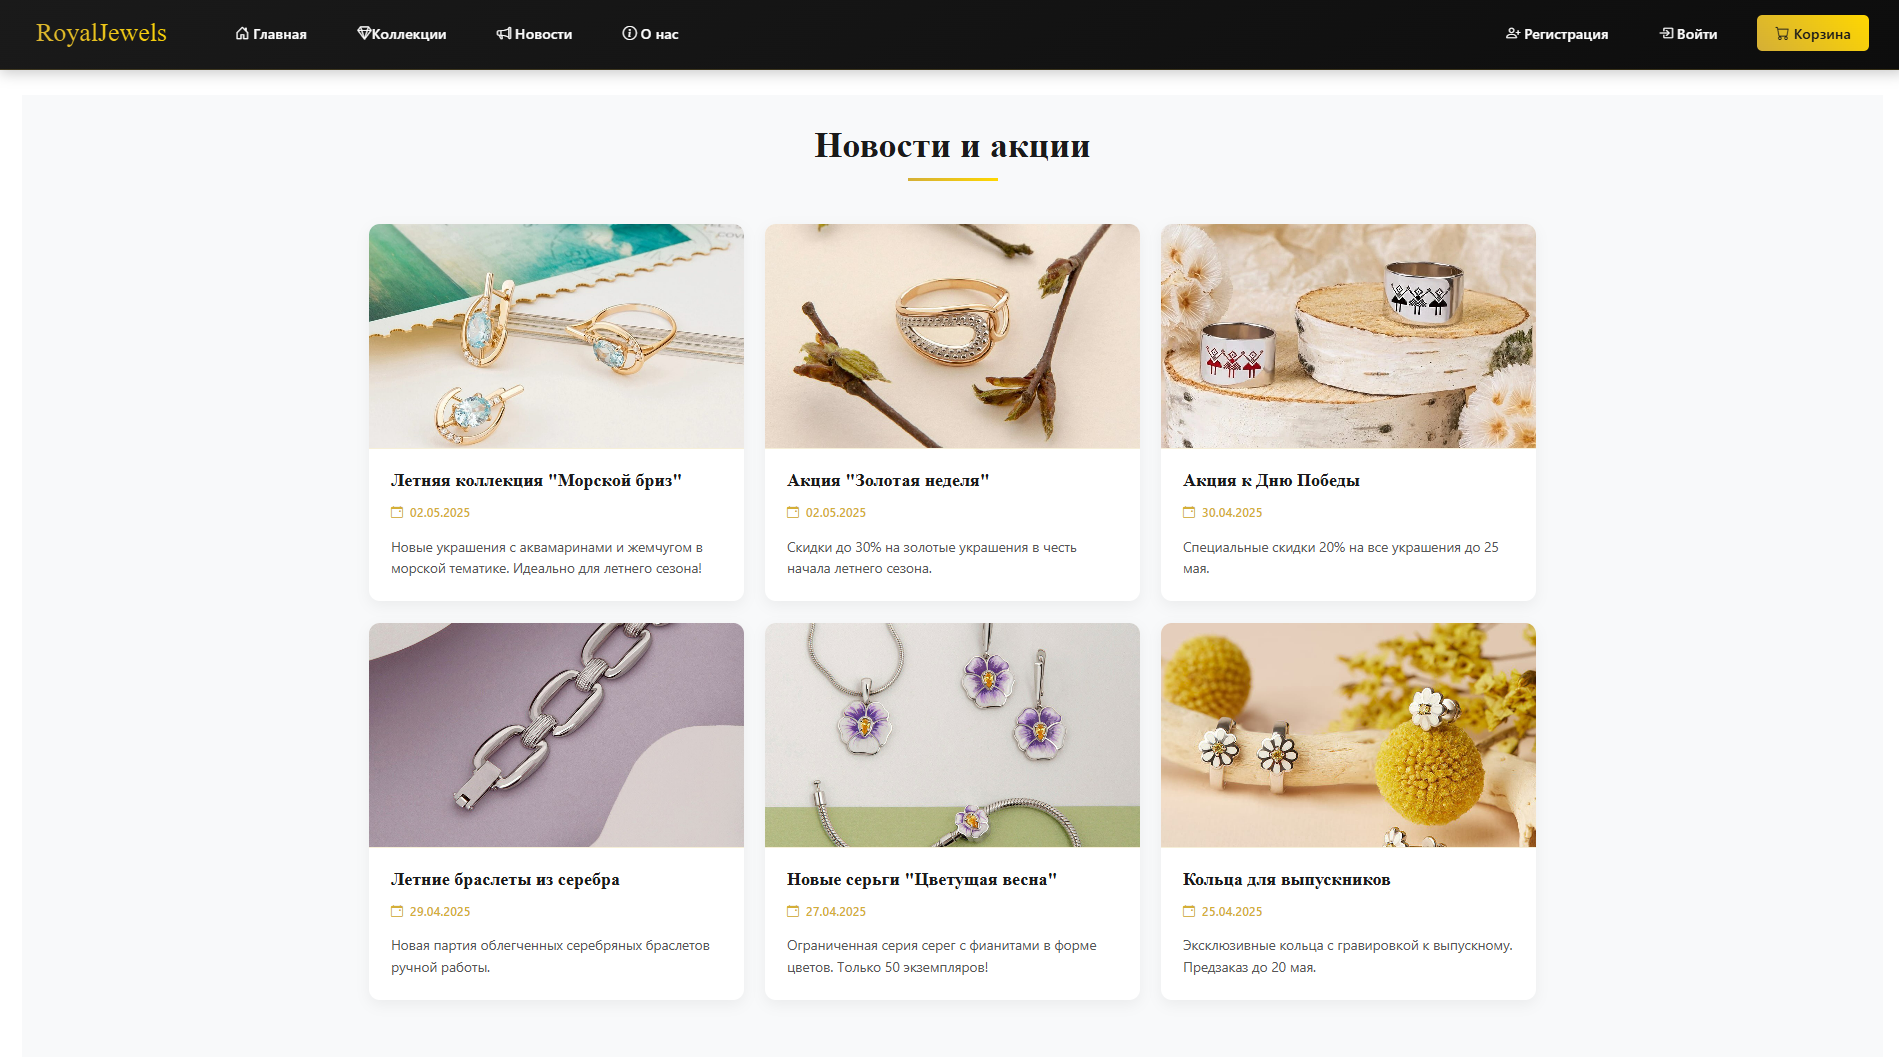 RoyalJewels
Главная
Коллекции
Новости
О нас
Регистрация
Войти
Корзина
Новости и акции
Летняя коллекция "Морской бриз"
02.05.2025
Новые украшения с аквамаринами и жемчугом в
морской тематике. Идеально для летнего сезона!
Акция "Золотая неделя"
02.05.2025
Скидки до 30% на золотые украшения в честь
начала летнего сезона.
Акция к Дню Победы
30.04.2025
Специальные скидки 20% на все украшения до 25
мая.
Летние браслеты из серебра
29.04.2025
Новая партия облегченных серебряных браслетов
ручной работы.
Новые серьги "Цветущая весна"
27.04.2025
Ограниченная серия серег с фианитами в форме
цветов. Только 50 экземпляров!
Кольца для выпускников
25.04.2025
Эксклюзивные кольца с гравировкой к выпускному.
Предзаказ до 20 мая.